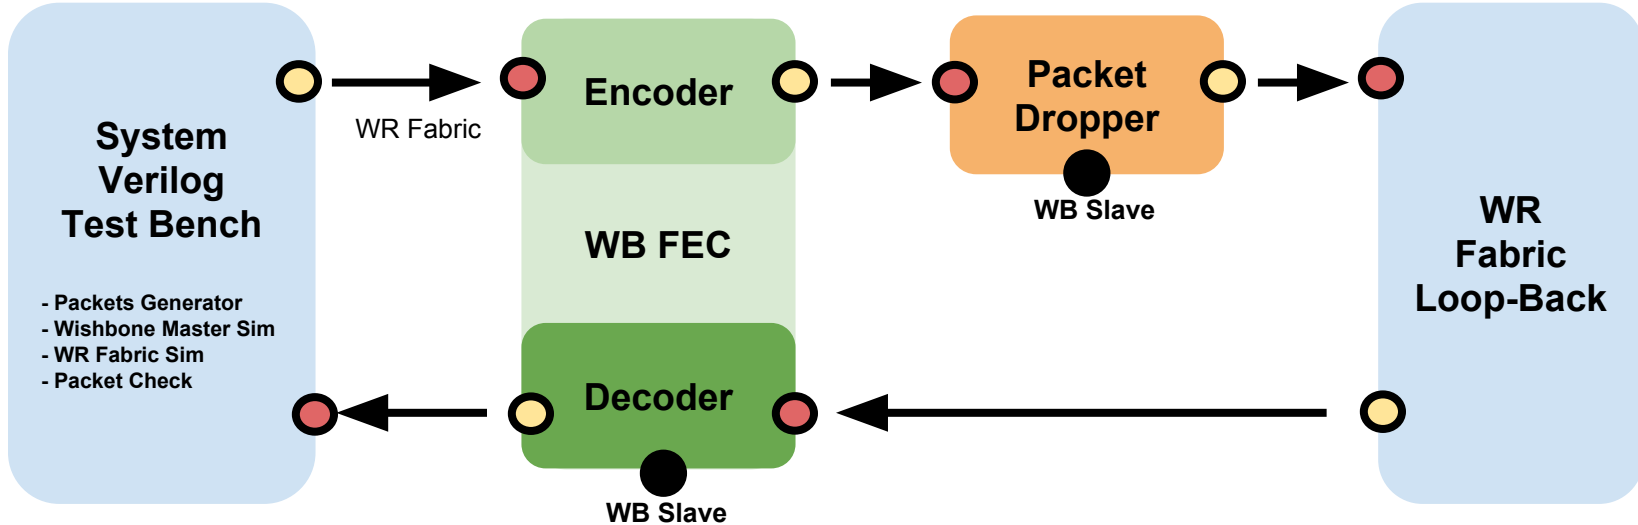 System
Verilog
Test Bench
- Packets Generator
- Wishbone Master Sim
- WR Fabric Sim
- Packet Check
WR Fabric
Encoder
WB FEC
Decoder
WB Slave
Packet
Dropper
WB Slave
WR
Fabric
Loop-Back